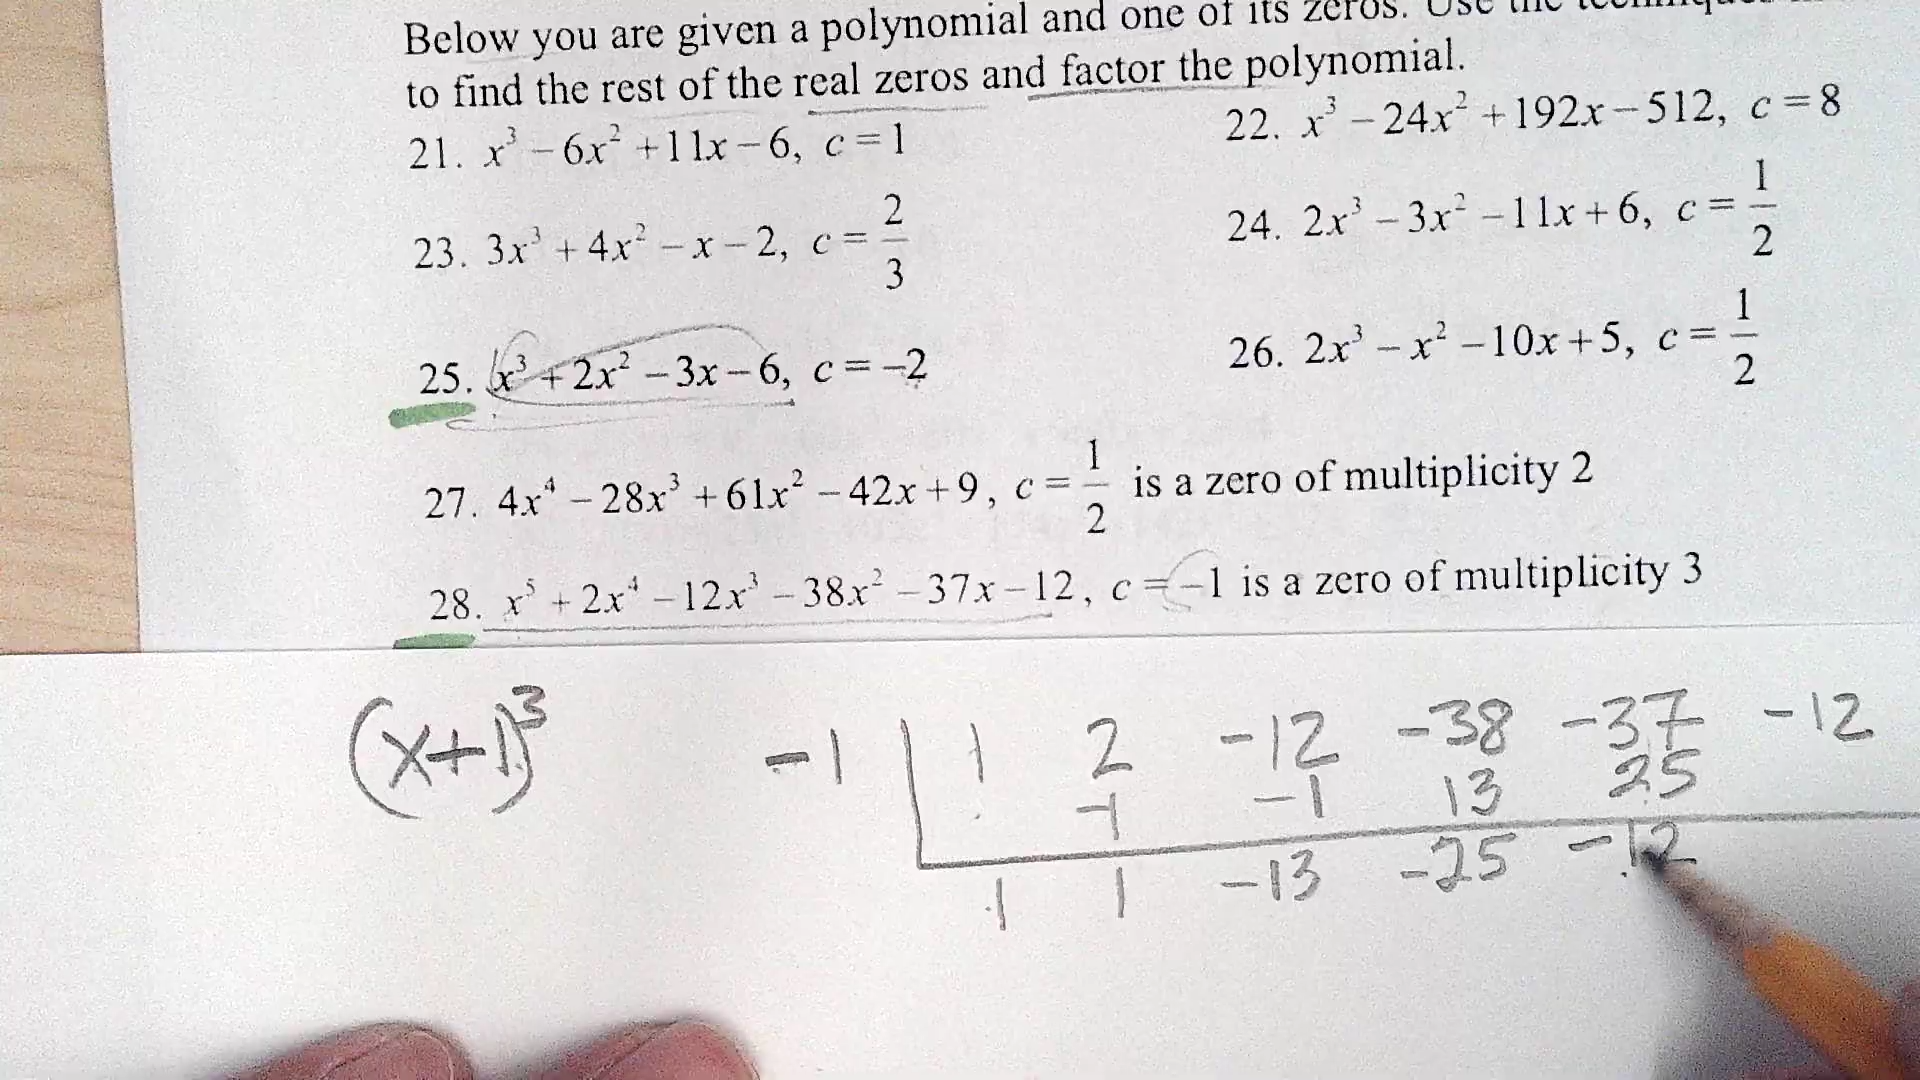 Below you are given a polynomial and one of its zeros. Use the
to find the rest of the real zeros and factor the polynomial.
21. x³ − 6x² + 11x − 6, c = 1
22. x³ − 24x² + 192x − 512, c = 8
23. 3x³ + 4x² − x − 2, c = 2/3
24. 2x³ − 3x² − 11x + 6, c = 1/2
25. x³ + 2x² − 3x − 6, c = −2
26. 2x³ − x² − 10x + 5, c = 1/2
27. 4x⁴ − 28x³ + 61x² − 42x + 9, c = 1/2 is a zero of multiplicity 2
28. x⁵ + 2x⁴ − 12x³ − 38x² − 37x − 12, c = −1 is a zero of multiplicity 3
(x+1)³ -1 1 2 -12 -38 -37 -12
-1 -1 13 25
1 1 -13 -25 -12